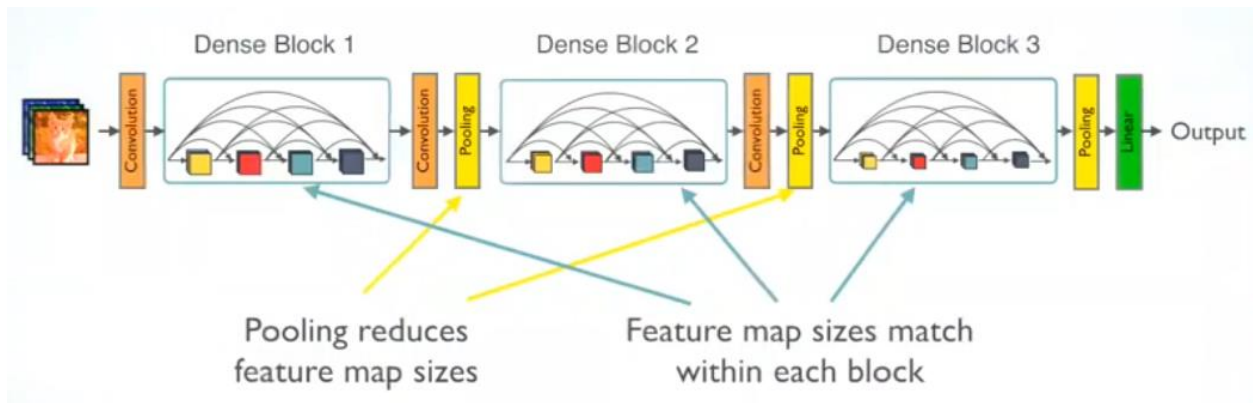 Dense Block 1
Dense Block 2
Dense Block 3
Convolution
Convolution
Pooling
Convolution
Pooling
Pooling
Linear
Output
Pooling reduces
feature map sizes
Feature map sizes match
within each block